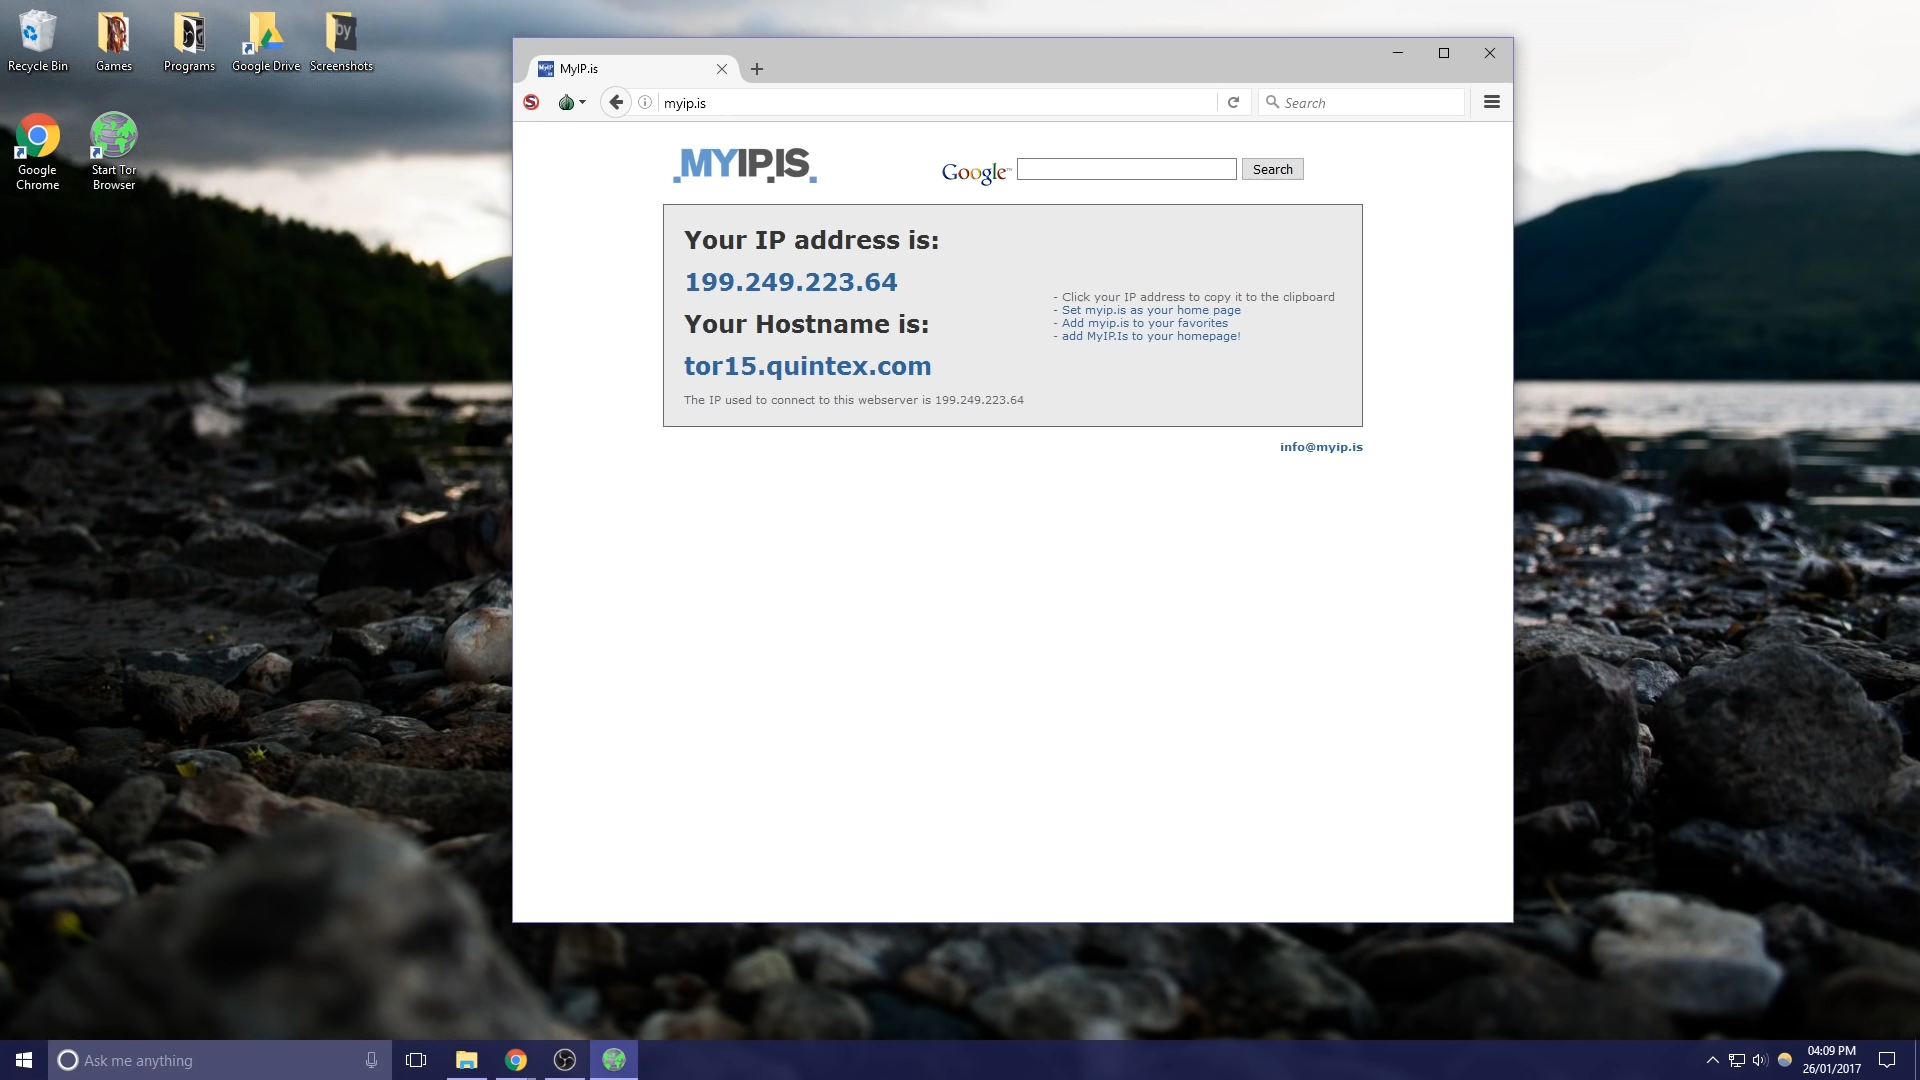 Recycle Bin
Games
Programs
Google Drive
Screenshots
by
Google
Chrome
Start Tor
Browser
MyIP.is
myip.is
Search
MYIP.IS
Google™
Search
Your IP address is:
199.249.223.64
Your Hostname is:
tor15.quintex.com
The IP used to connect to this webserver is 199.249.223.64
- Click your IP address to copy it to the clipboard
- Set myip.is as your home page
- Add myip.is to your favorites
- add MyIP.Is to your homepage!
info@myip.is
Ask me anything
04:09 PM
26/01/2017